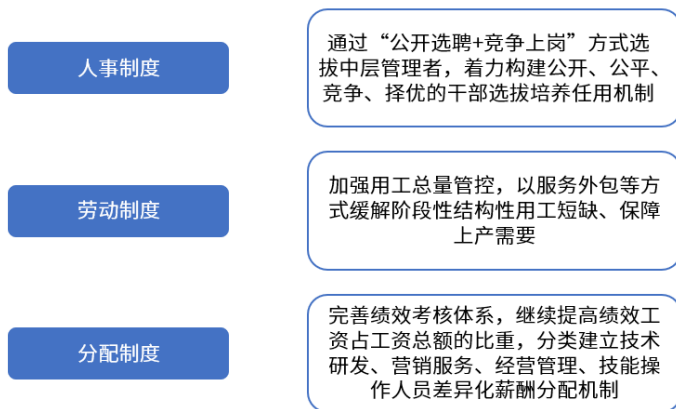 人事制度
通过“公开选聘+竞争上岗”方式选
拔中层管理者，着力构建公开、公平、
竞争、择优的干部选拔培养任用机制
劳动制度
加强用工总量管控，以服务外包等方
式缓解阶段性结构性用工短缺、保障
上产需要
分配制度
完善绩效考核体系，继续提高绩效工
资占工资总额的比重，分类建立技术
研发、营销服务、经营管理、技能操
作人员差异化薪酬分配机制